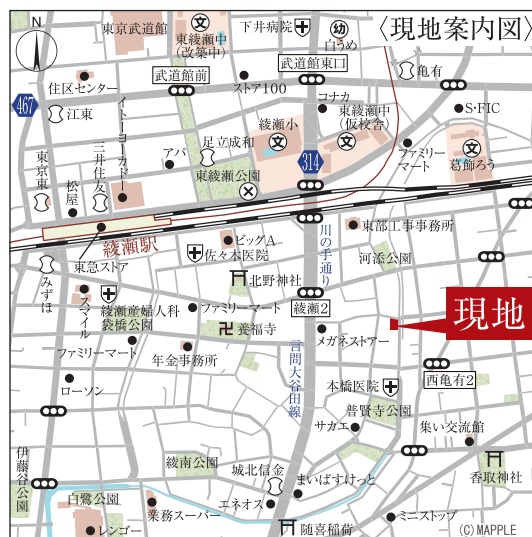 〈現地案内図〉
N
東京武道館
東綾瀬中
(改築中)
文
下井病院
幼
白うめ
住区センター
武道館前
ストア100
武道館東口
亀有
467
江東
イトーヨーカドー
三井住友
東京東
松屋
アパ
足立成和
綾瀬小
文
コナカ
東綾瀬中
(仮校舎)
文
314
S・FIC
ファミリー
マート
文
葛飾ろう
東綾瀬公園
綾瀬駅
東急ストア
ビッグA
佐々木医院
川の手通り
東部工事事務所
河添公園
みずほ
スマイル
綾瀬産婦人科
袋橋公園
北野神社
ファミリーマート
養福寺
綾瀬2
現地
ファミリーマート
年金事務所
言問大谷田線
メガネストアー
西亀有2
ローソン
本橋医院
普賢寺公園
サカエ
集い交流館
伊藤谷公園
綾南公園
城北信金
まいばすけっと
香取神社
白鷺公園
業務スーパー
エネオス
レンゴー
随喜稲荷
ミニストップ
(C)MAPPLE